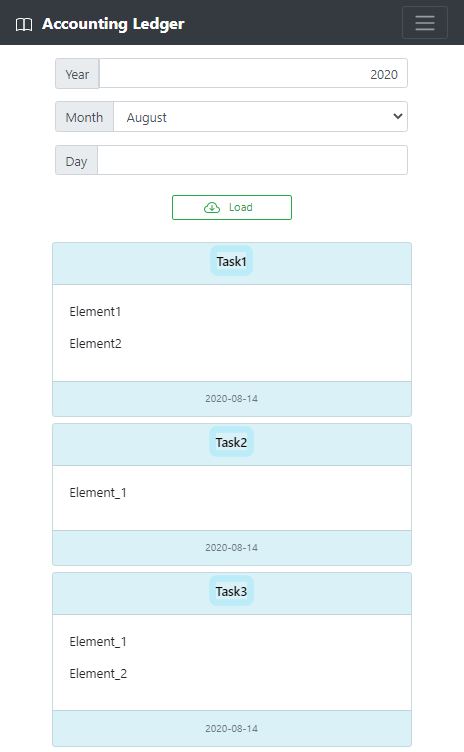 Accounting Ledger
Year 2020
Month August
Day
Load
Task1
Element1
Element2
2020-08-14
Task2
Element_1
2020-08-14
Task3
Element_1
Element_2
2020-08-14